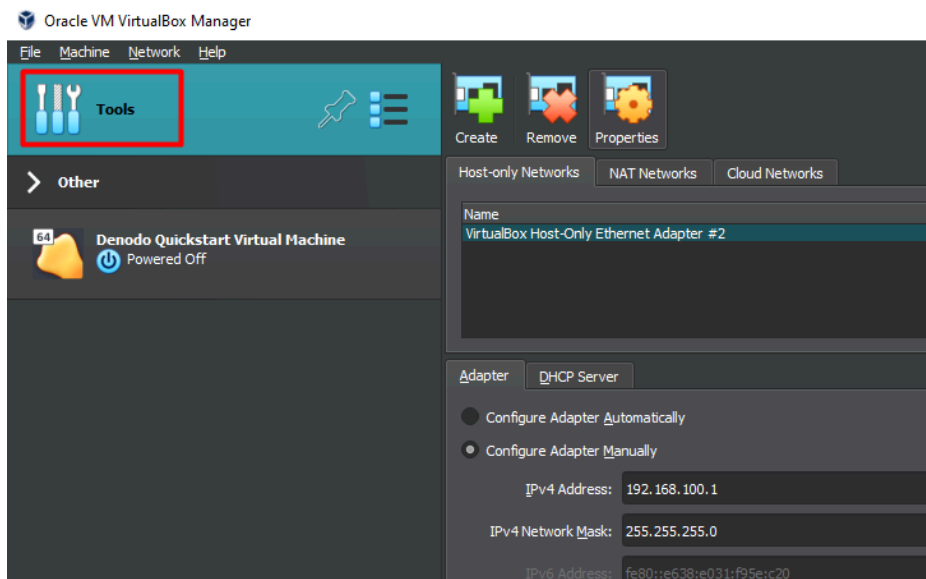 Oracle VM VirtualBox Manager
File Machine Network Help
Tools
Create Remove Properties
Other
Host-only Networks NAT Networks Cloud Networks
Name
VirtualBox Host-Only Ethernet Adapter #2
64
Denodo Quickstart Virtual Machine
Powered Off
Adapter DHCP Server
Configure Adapter Automatically
Configure Adapter Manually
IPv4 Address: 192.168.100.1
IPv4 Network Mask: 255.255.255.0
IPv6 Address: fe80::e638:e031:f95e:c20